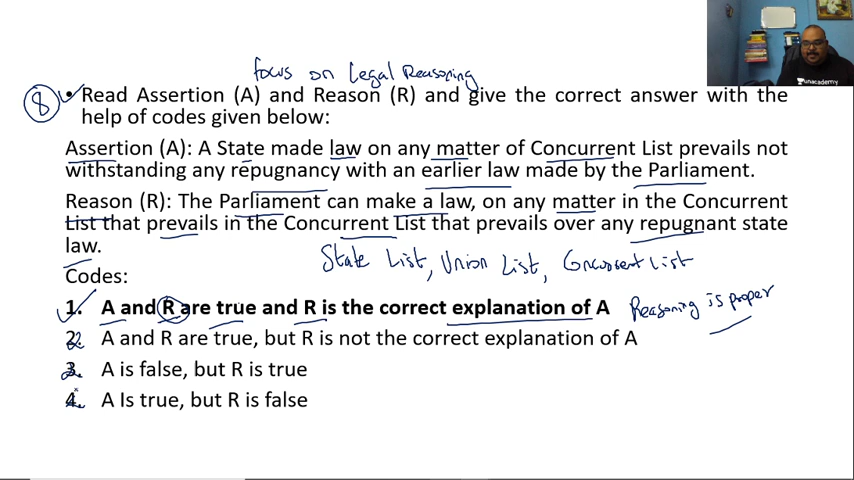 focus on Legal Reasoning
8 • Read Assertion (A) and Reason (R) and give the correct answer with the
help of codes given below:
Assertion (A): A State made law on any matter of Concurrent List prevails not
withstanding any repugnancy with an earlier law made by the Parliament.
Reason (R): The Parliament can make a law, on any matter in the Concurrent
List that prevails in the Concurrent List that prevails over any repugnant state
law.
State List, Union List, Concurrent List
Codes:
1. A and R are true and R is the correct explanation of A Reasoning is proper
2. A and R are true, but R is not the correct explanation of A
3. A is false, but R is true
4. A Is true, but R is false
unacademy